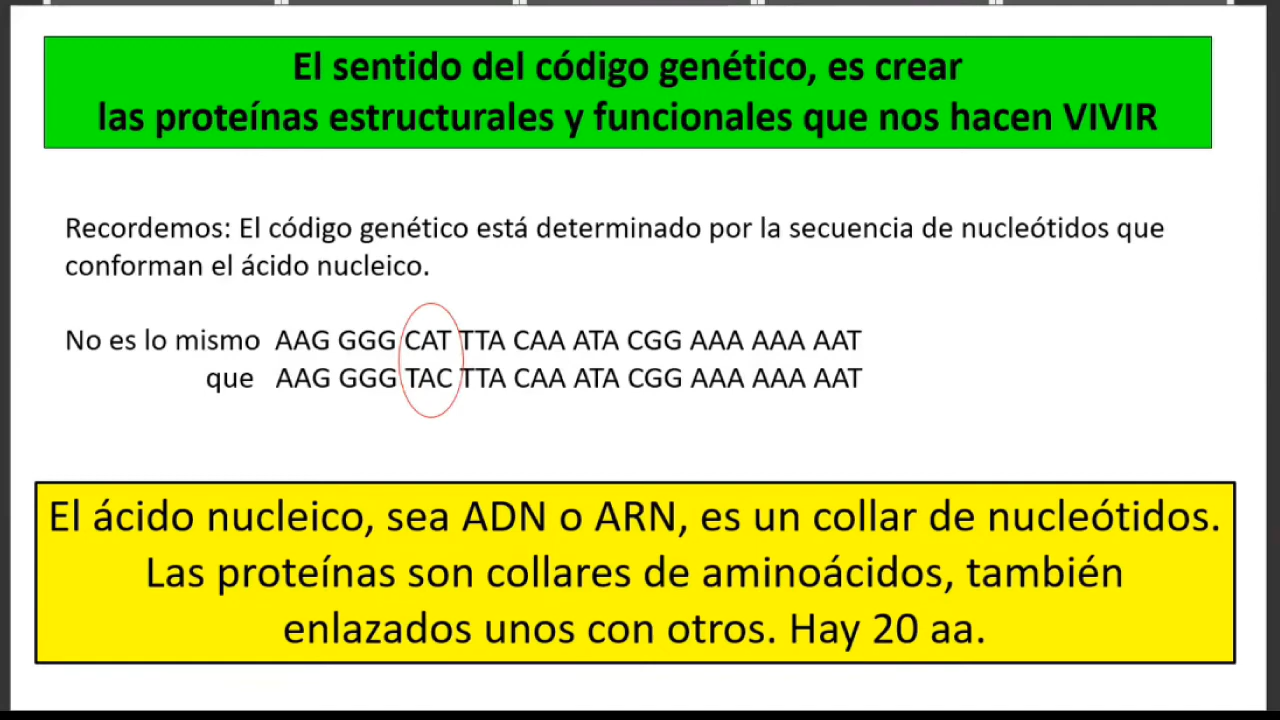 El sentido del código genético, es crear
las proteínas estructurales y funcionales que nos hacen VIVIR
Recordemos: El código genético está determinado por la secuencia de nucleótidos que
conforman el ácido nucleico.
No es lo mismo AAG GGG CAT TTA CAA ATA CGG AAA AAA AAT
que AAG GGG TAC TTA CAA ATA CGG AAA AAA AAT
El ácido nucleico, sea ADN o ARN, es un collar de nucleótidos.
Las proteínas son collares de aminoácidos, también
enlazados unos con otros. Hay 20 aa.